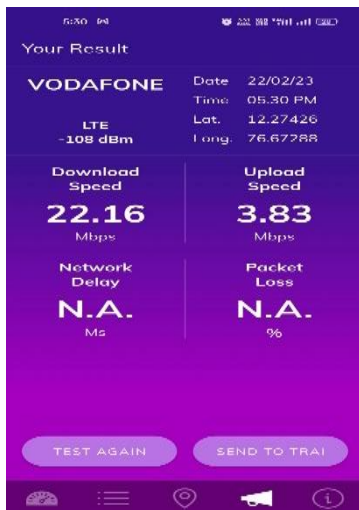 5:30
Your Result
VODAFONE
LTE
-108 dBm
Date 22/02/23
Time 05.30 PM
Lat. 12.27426
Long. 76.67288
Download
Speed
22.16
Mbps
Upload
Speed
3.83
Mbps
Network
Delay
N.A.
Ms
Packet
Loss
N.A.
%
TEST AGAIN
SEND TO TRAI